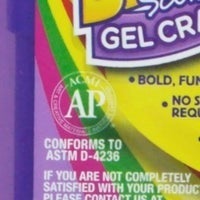 GEL CRA
• BOLD, FUN
• NO S
REQU
ACMI
AP
CONFORMS TO
ASTM D-4236
IF YOU ARE NOT COMPLETELY
SATISFIED WITH YOUR PRODUCT
PLEASE CONTACT US AT